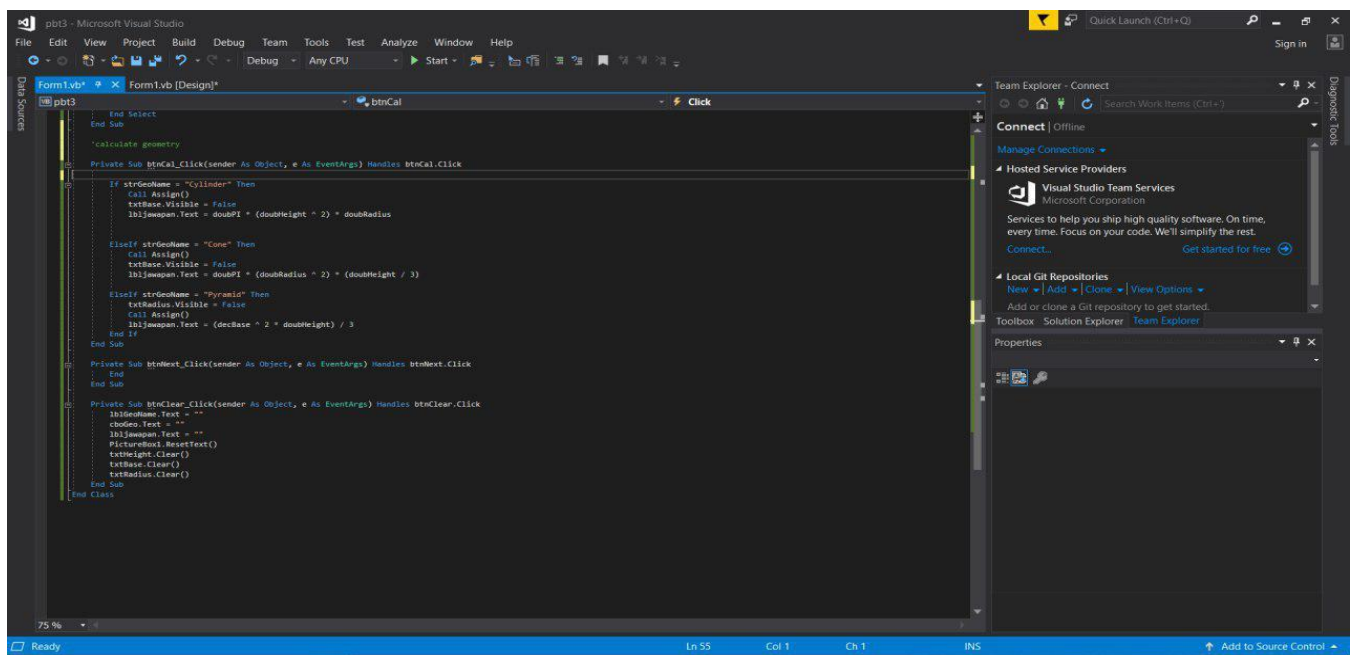 pbt3 - Microsoft Visual Studio
Quick Launch (Ctrl+Q)
File Edit View Project Build Debug Team Tools Test Analyze Window Help
Sign in
Debug Any CPU Start
Data Sources
Form1.vb* Form1.vb [Design]*
pbt3 btnCal Click
End Select
End Sub
'calculate geometry
Private Sub btnCal_Click(sender As Object, e As EventArgs) Handles btnCal.Click
If strGeoName = "Cylinder" Then
Call Assign()
txtBase.Visible = False
lbljawapan.Text = doubPI * (doubHeight ^ 2) * doubRadius
ElseIf strGeoName = "Cone" Then
Call Assign()
txtBase.Visible = False
lbljawapan.Text = doubPI * (doubRadius ^ 2) * (doubHeight / 3)
ElseIf strGeoName = "Pyramid" Then
txtRadius.Visible = False
Call Assign()
lbljawapan.Text = (decBase ^ 2 * doubHeight) / 3
End If
End Sub
Private Sub btnNext_Click(sender As Object, e As EventArgs) Handles btnNext.Click
End
End Sub
Private Sub btnClear_Click(sender As Object, e As EventArgs) Handles btnClear.Click
lblGeoName.Text = ""
cboGeo.Text = ""
lbljawapan.Text = ""
PictureBox1.ResetText()
txtHeight.Clear()
txtBase.Clear()
txtRadius.Clear()
End Sub
End Class
75 %
Team Explorer - Connect
Search Work Items (Ctrl+')
Connect | Offline
Manage Connections
Hosted Service Providers
Visual Studio Team Services
Microsoft Corporation
Services to help you ship high quality software. On time,
every time. Focus on your code. We'll simplify the rest.
Connect... Get started for free
Local Git Repositories
New | Add | Clone | View Options
Add or clone a Git repository to get started.
Toolbox Solution Explorer Team Explorer
Properties
Diagnostic Tools
Ready Ln 55 Col 1 Ch 1 INS Add to Source Control